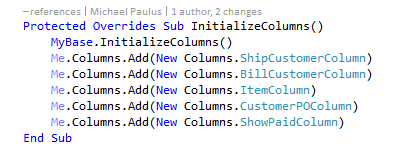 –references | Michael Paulus | 1 author, 2 changes
Protected Overrides Sub InitializeColumns()
    MyBase.InitializeColumns()
    Me.Columns.Add(New Columns.ShipCustomerColumn)
    Me.Columns.Add(New Columns.BillCustomerColumn)
    Me.Columns.Add(New Columns.ItemColumn)
    Me.Columns.Add(New Columns.CustomerPOColumn)
    Me.Columns.Add(New Columns.ShowPaidColumn)
End Sub